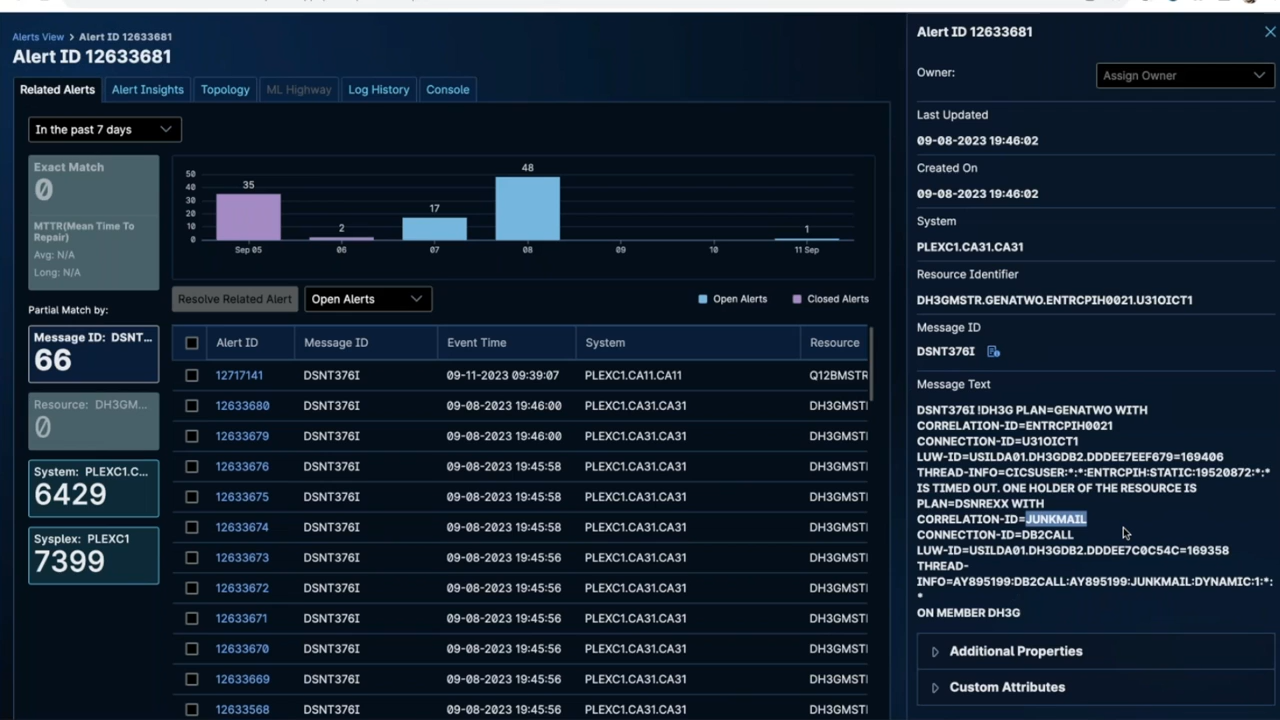 Alerts View > Alert ID 12633681
Alert ID 12633681
Related Alerts Alert Insights Topology ML Highway Log History Console
In the past 7 days
Exact Match
0
MTTR(Mean Time To
Repair)
Avg: N/A
Long: N/A
Partial Match by:
Message ID: DSNT...
66
Resource: DH3GM...
0
System: PLEXC1.C...
6429
Sysplex: PLEXC1
7399
50
40
30
20
10
0
35
2
17
48
1
Sep 05 06 07 08 09 10 11 Sep
Resolve Related Alert Open Alerts
Open Alerts Closed Alerts
Alert ID Message ID Event Time System Resource
12717141 DSNT376I 09-11-2023 09:39:07 PLEXC1.CA11.CA11 Q12BMSTR
12633680 DSNT376I 09-08-2023 19:46:00 PLEXC1.CA31.CA31 DH3GMST
12633679 DSNT376I 09-08-2023 19:46:00 PLEXC1.CA31.CA31 DH3GMST
12633676 DSNT376I 09-08-2023 19:45:58 PLEXC1.CA31.CA31 DH3GMST
12633675 DSNT376I 09-08-2023 19:45:58 PLEXC1.CA31.CA31 DH3GMST
12633674 DSNT376I 09-08-2023 19:45:58 PLEXC1.CA31.CA31 DH3GMST
12633673 DSNT376I 09-08-2023 19:45:56 PLEXC1.CA31.CA31 DH3GMST
12633672 DSNT376I 09-08-2023 19:45:56 PLEXC1.CA31.CA31 DH3GMST
12633671 DSNT376I 09-08-2023 19:45:56 PLEXC1.CA31.CA31 DH3GMST
12633670 DSNT376I 09-08-2023 19:45:56 PLEXC1.CA31.CA31 DH3GMST
12633669 DSNT376I 09-08-2023 19:45:56 PLEXC1.CA31.CA31 DH3GMST
12633568 DSNT376I 09-08-2023 19:45:56 PLEXC1.CA31.CA31 DH3GMST
Alert ID 12633681
Owner: Assign Owner
Last Updated
09-08-2023 19:46:02
Created On
09-08-2023 19:46:02
System
PLEXC1.CA31.CA31
Resource Identifier
DH3GMSTR.GENATWO.ENTRCPIH0021.U31OICT1
Message ID
DSNT376I
Message Text
DSNT376I !DH3G PLAN=GENATWO WITH
CORRELATION-ID=ENTRCPIH0021
CONNECTION-ID=U31OICT1
LUW-ID=USILDA01.DH3GDB2.DDDEE7EEF679=169406
THREAD-INFO=CICSUSER:*:*:ENTRCPIH:STATIC:19520872:*:*
IS TIMED OUT. ONE HOLDER OF THE RESOURCE IS
PLAN=DSNREXX WITH
CORRELATION-ID=JUNKMAIL
CONNECTION-ID=DB2CALL
LUW-ID=USILDA01.DH3GDB2.DDDEE7C0C54C=169358
THREAD-
INFO=AY895199:DB2CALL:AY895199:JUNKMAIL:DYNAMIC:1:*:
*
ON MEMBER DH3G
Additional Properties
Custom Attributes